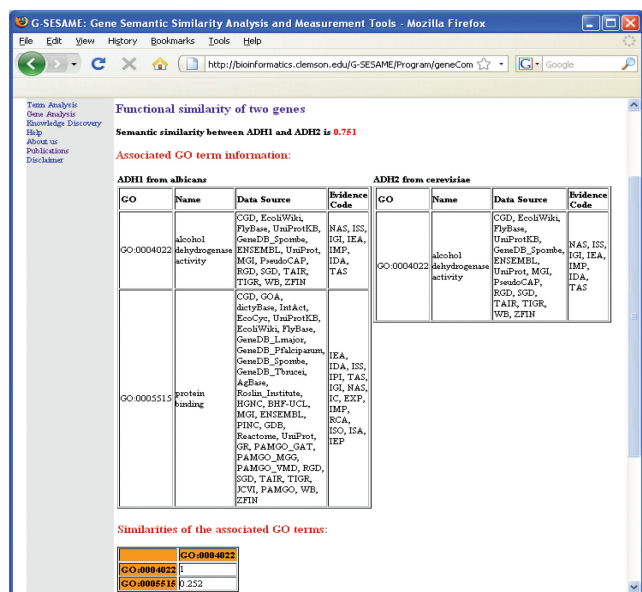 G-SESAME: Gene Semantic Similarity Analysis and Measurement Tools - Mozilla Firefox
File Edit View History Bookmarks Tools Help
http://bioinformatics.clemson.edu/G-SESAME/Program/geneCom
G Google
Term Analysis
Gene Analysis
Knowledge Discovery
Help
About us
Publications
Disclaimer
Functional similarity of two genes
Semantic similarity between ADH1 and ADH2 is 0.751
Associated GO term information:
ADH1 from albicans
GO Name Data Source Evidence
Code
GO:0004022 alcohol
dehydrogenase
activity
CGD, EcoliWiki,
FlyBase, UniProtKB,
GeneDB_Spombe,
ENSEMBL, UniProt,
MGI, PseudoCAP,
RGD, SGD, TAIR,
TIGR, WB, ZFIN
NAS, ISS,
IGI, IEA,
IMP,
IDA,
TAS
GO:0005515 protein
binding
CGD, GOA,
dictyBase, IntAct,
EcoCyc, UniProtKB,
EcoliWiki, FlyBase,
GeneDB_Lmajor,
GeneDB_Pfalciparum,
GeneDB_Spombe,
GeneDB_Tbrucei,
AgBase,
Roslin_Institute,
HGNC, BHF-UCL,
MGI, ENSEMBL,
PINC, GDB,
Reactome, UniProt,
GR, PAMGO_GAT,
PAMGO_MGG,
PAMGO_VMD, RGD,
SGD, TAIR, TIGR,
JCVI, PAMGO, WB,
ZFIN
IEA,
IDA, ISS,
IPI, TAS,
IGI, NAS,
IC, EXP,
IMP,
RCA,
ISO, ISA,
IEP
ADH2 from cerevisiae
GO Name Data Source Evidence
Code
GO:0004022 alcohol
dehydrogenase
activity
CGD, EcoliWiki,
FlyBase,
UniProtKB,
GeneDB_Spombe,
ENSEMBL,
UniProt, MGI,
PseudoCAP,
RGD, SGD,
TAIR, TIGR,
WB, ZFIN
NAS, ISS,
IGI, IEA,
IMP,
IDA,
TAS
Similarities of the associated GO terms:
GO:0004022
GO:0004022 1
GO:0005515 0.252